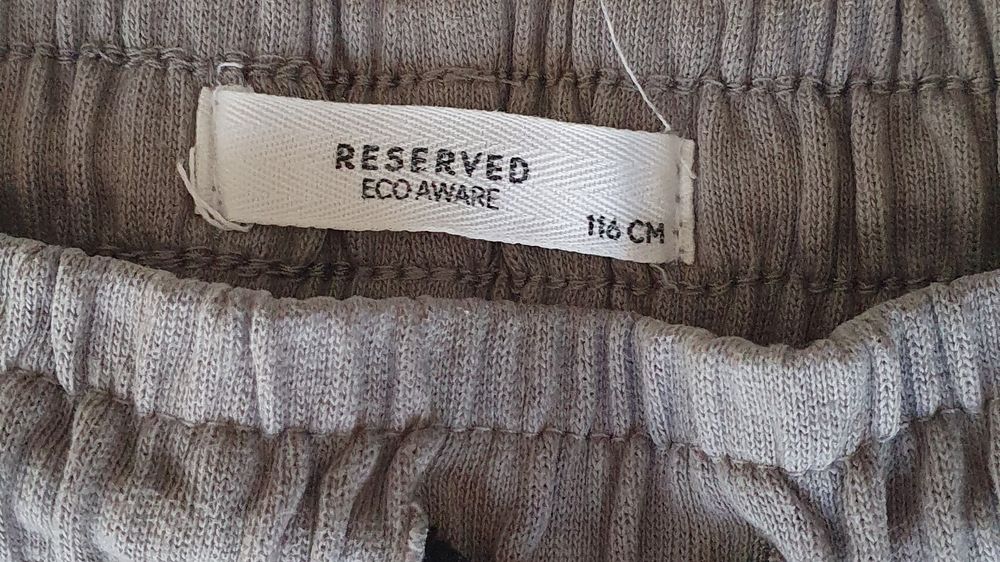 RESERVED
ECO AWARE
116 CM